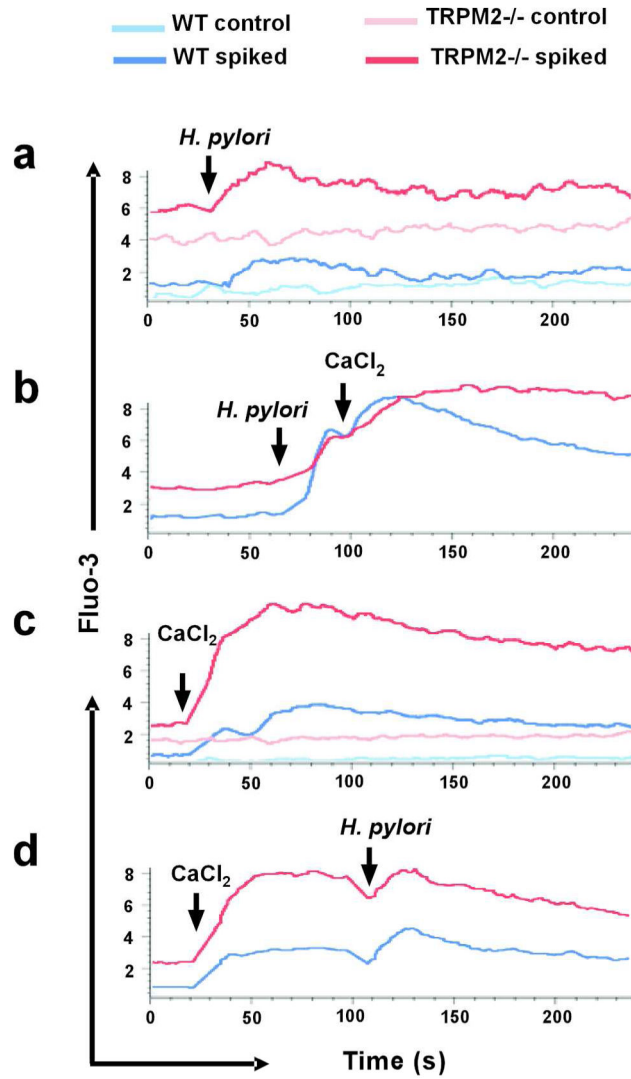 WT control TRPM2-/- control
WT spiked TRPM2-/- spiked
a
H. pylori
8
6
4
2
0 50 100 150 200
b
CaCl2
H. pylori
8
6
4
2
0 50 100 150 200
Fluo-3
c
CaCl2
8
6
4
2
0 50 100 150 200
d
H. pylori
CaCl2
8
6
4
2
0 50 100 150 200
Time (s)